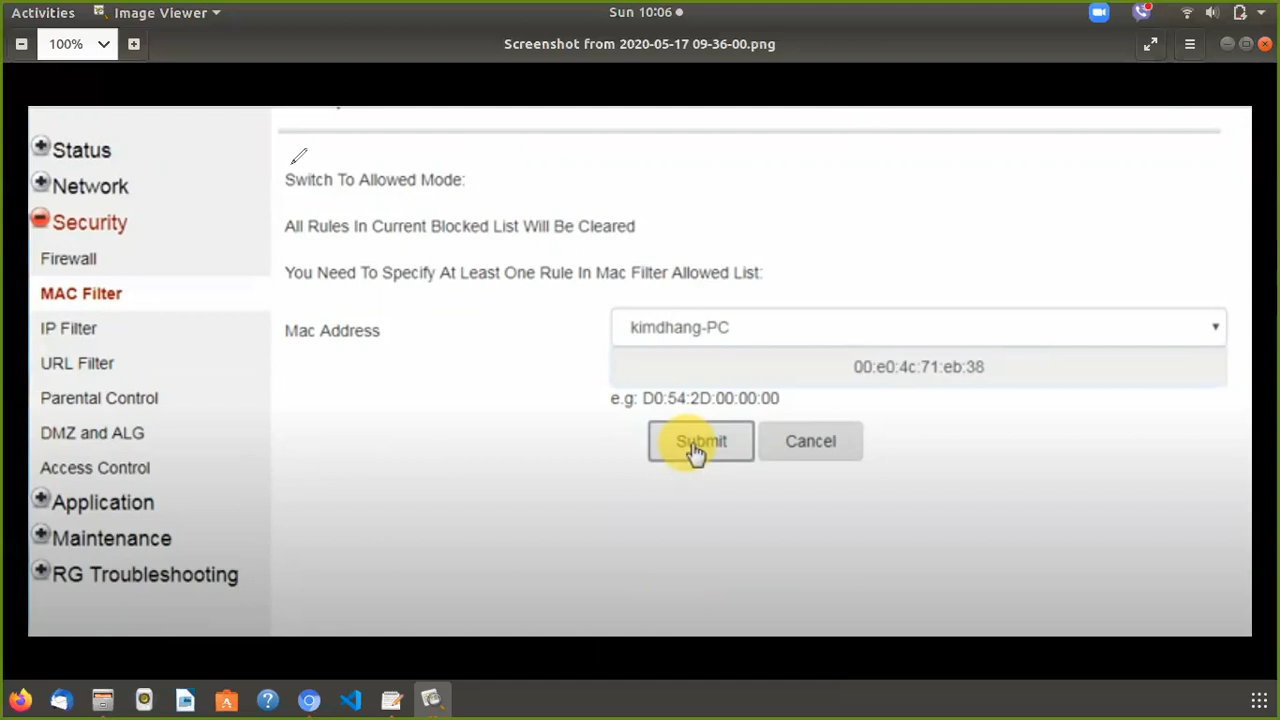 Activities
Image Viewer
Sun 10:06
100%
Screenshot from 2020-05-17 09-36-00.png
Status
Network
Security
Firewall
MAC Filter
IP Filter
URL Filter
Parental Control
DMZ and ALG
Access Control
Application
Maintenance
RG Troubleshooting
Switch To Allowed Mode:
All Rules In Current Blocked List Will Be Cleared
You Need To Specify At Least One Rule In Mac Filter Allowed List:
Mac Address
kimdhang-PC
00:e0:4c:71:eb:38
e.g: D0:54:2D:00:00:00
Submit
Cancel